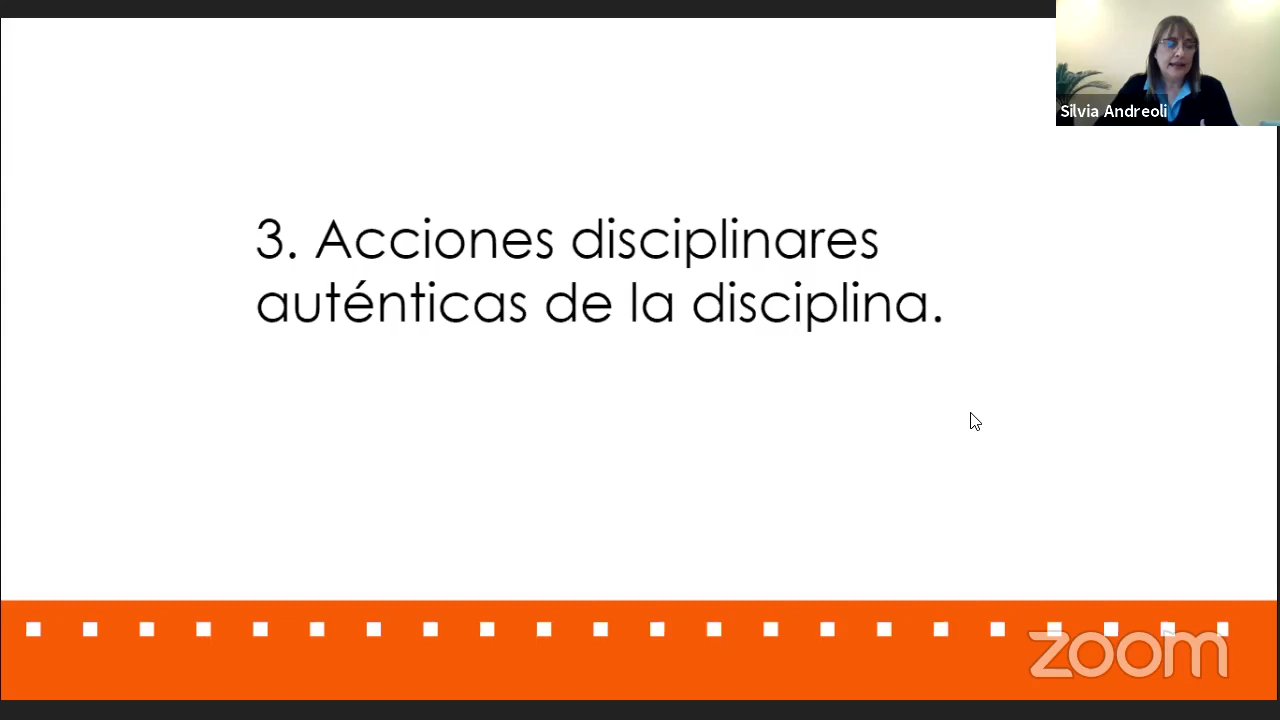 Silvia Andreoli
3. Acciones disciplinares
auténticas de la disciplina.
zoom